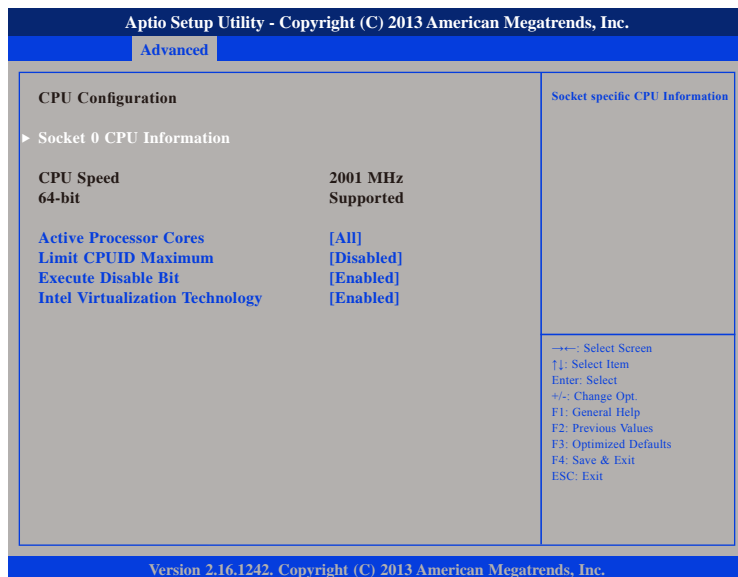 Aptio Setup Utility - Copyright (C) 2013 American Megatrends, Inc.
Advanced
CPU Configuration
► Socket 0 CPU Information
CPU Speed 2001 MHz
64-bit Supported
Active Processor Cores [All]
Limit CPUID Maximum [Disabled]
Execute Disable Bit [Enabled]
Intel Virtualization Technology [Enabled]
Socket specific CPU Information
→←: Select Screen
↑↓: Select Item
Enter: Select
+/-: Change Opt.
F1: General Help
F2: Previous Values
F3: Optimized Defaults
F4: Save & Exit
ESC: Exit
Version 2.16.1242. Copyright (C) 2013 American Megatrends, Inc.